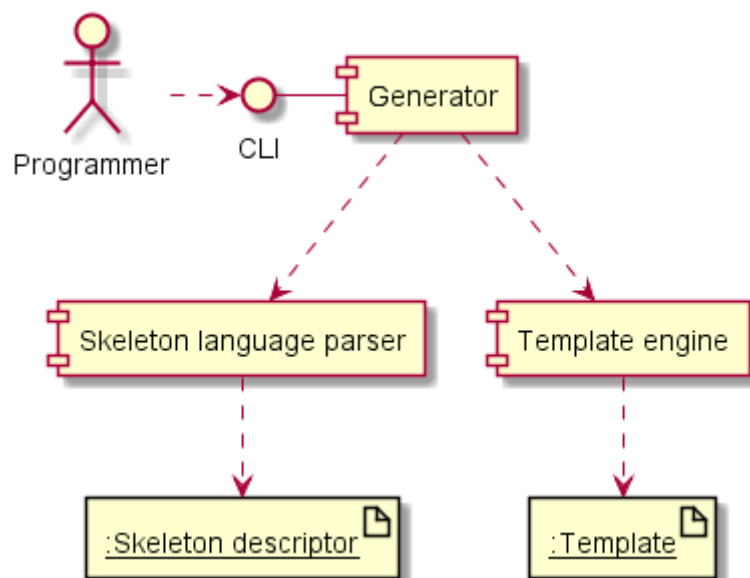 Programmer
CLI
Generator
Skeleton language parser
Template engine
:Skeleton descriptor
:Template